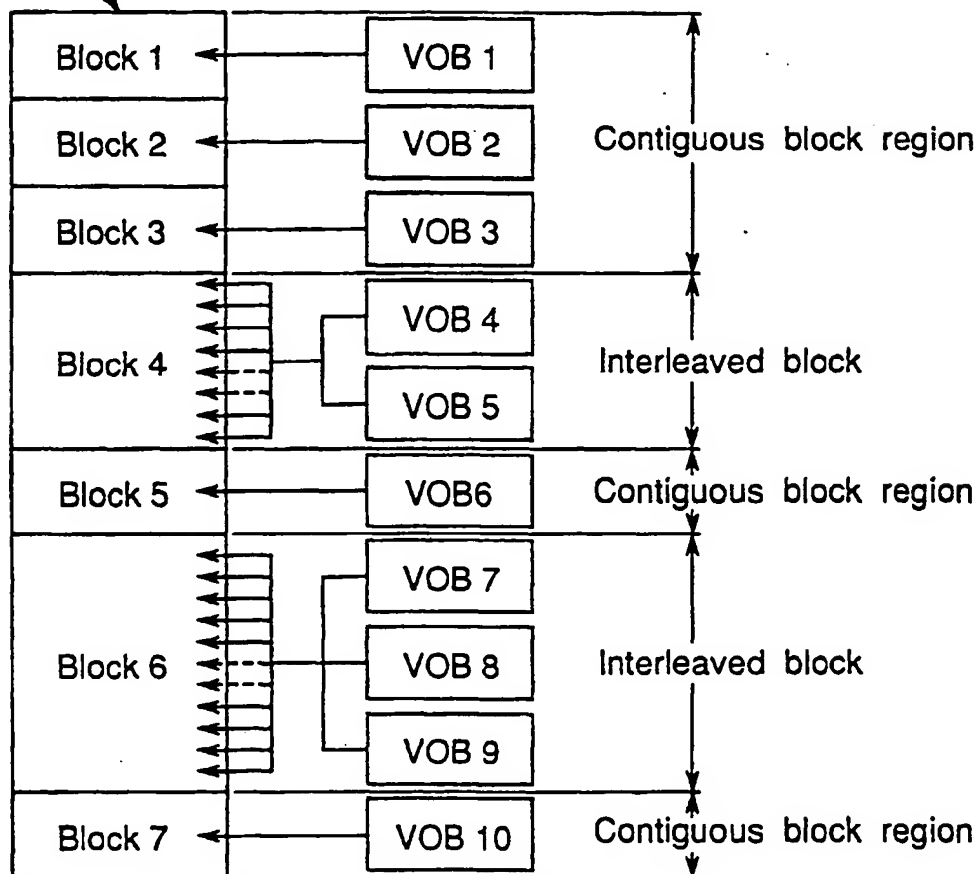 Block 1
VOB 1
Block 2
VOB 2
Contiguous block region
Block 3
VOB 3
VOB 4
Block 4
Interleaved block
VOB 5
Block 5
VOB6
Contiguous block region
VOB 7
Block 6
VOB 8
Interleaved block
VOB 9
Block 7
VOB 10
Contiguous block region